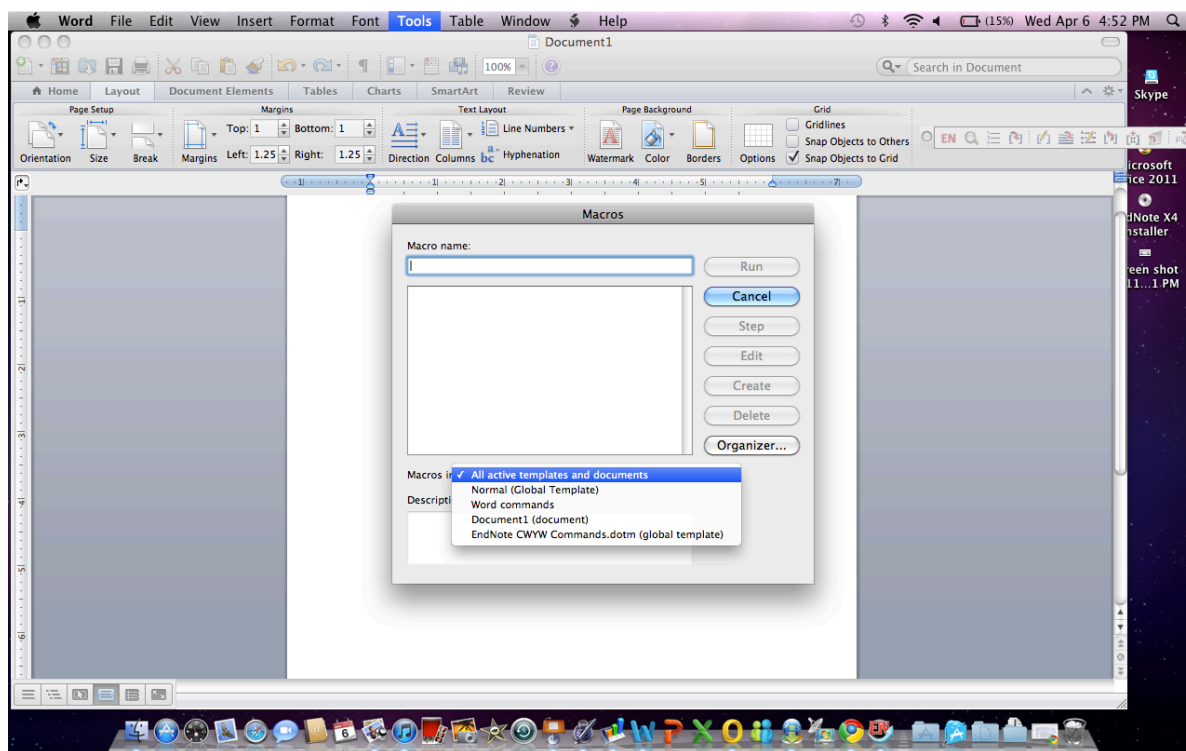 Word File Edit View Insert Format Font Tools Table Window Help (15%) Wed Apr 6 4:52 PM
Document1
100%
Search in Document
Home Layout Document Elements Tables Charts SmartArt Review
Page Setup Margins Text Layout Page Background Grid
Orientation Size Break
Margins Top: 1 Bottom: 1
Left: 1.25 Right: 1.25
Direction Columns Line Numbers
Hyphenation
Watermark Color Borders
Options Gridlines
Snap Objects to Others
Snap Objects to Grid
EN
Skype
icrosoft
ice 2011
dNote X4
nstaller
reen shot
11...1 PM
Macros
Macro name:
Run
Cancel
Step
Edit
Create
Delete
Organizer...
Macros i ✓ All active templates and documents
Normal (Global Template)
Descripti
Word commands
Document1 (document)
EndNote CWYW Commands.dotm (global template)